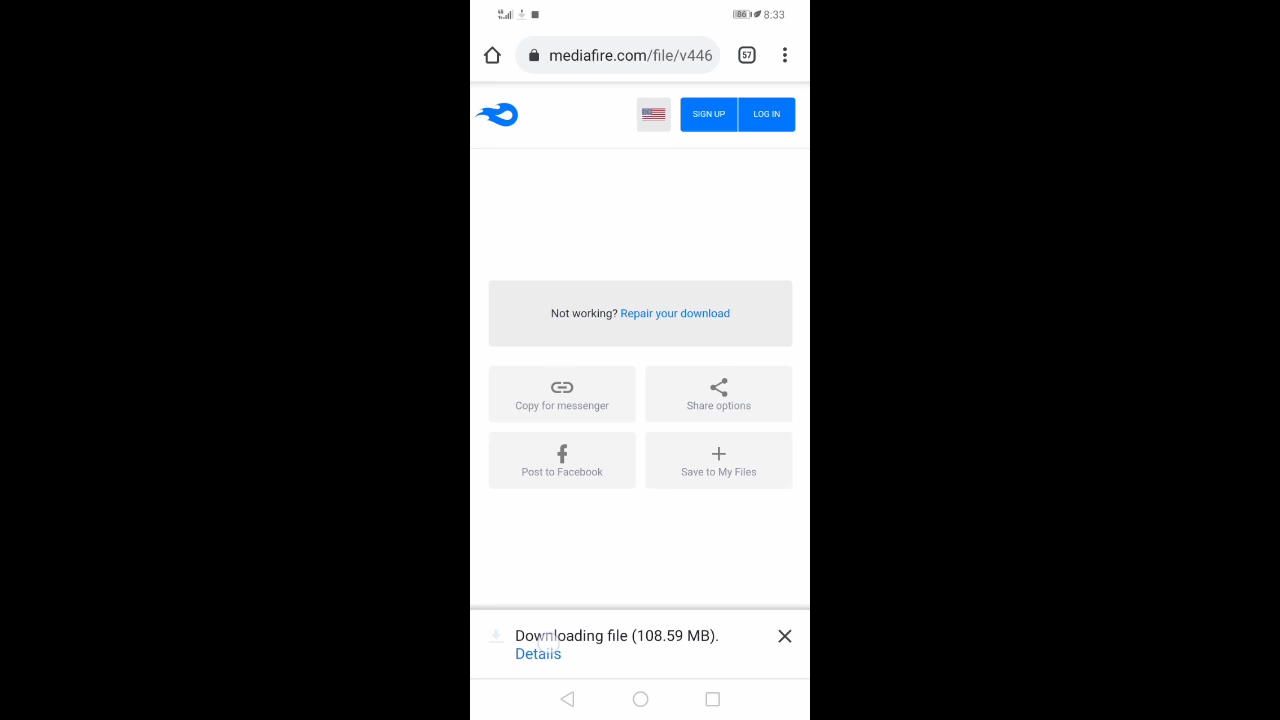 86 8:33
mediafire.com/file/v446 57
SIGN UP LOG IN
Not working? Repair your download
Copy for messenger Share options
Post to Facebook Save to My Files
Downloading file (108.59 MB).
Details